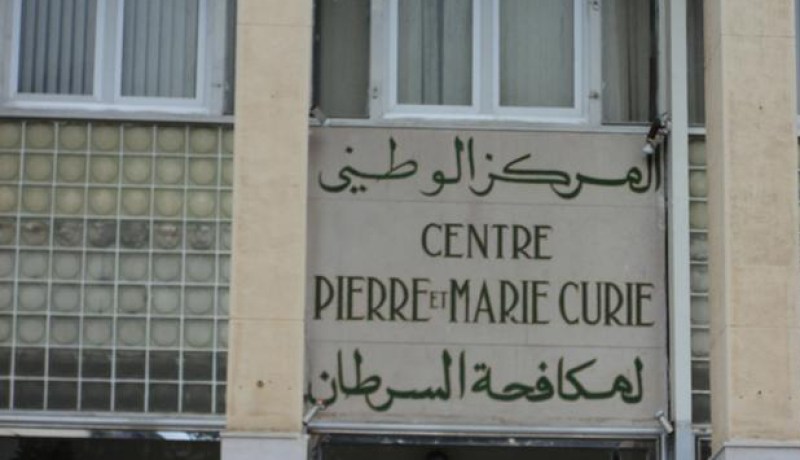 المركز الوطني
CENTRE
PIERRE ET MARIE CURIE
لمكافحة السرطان